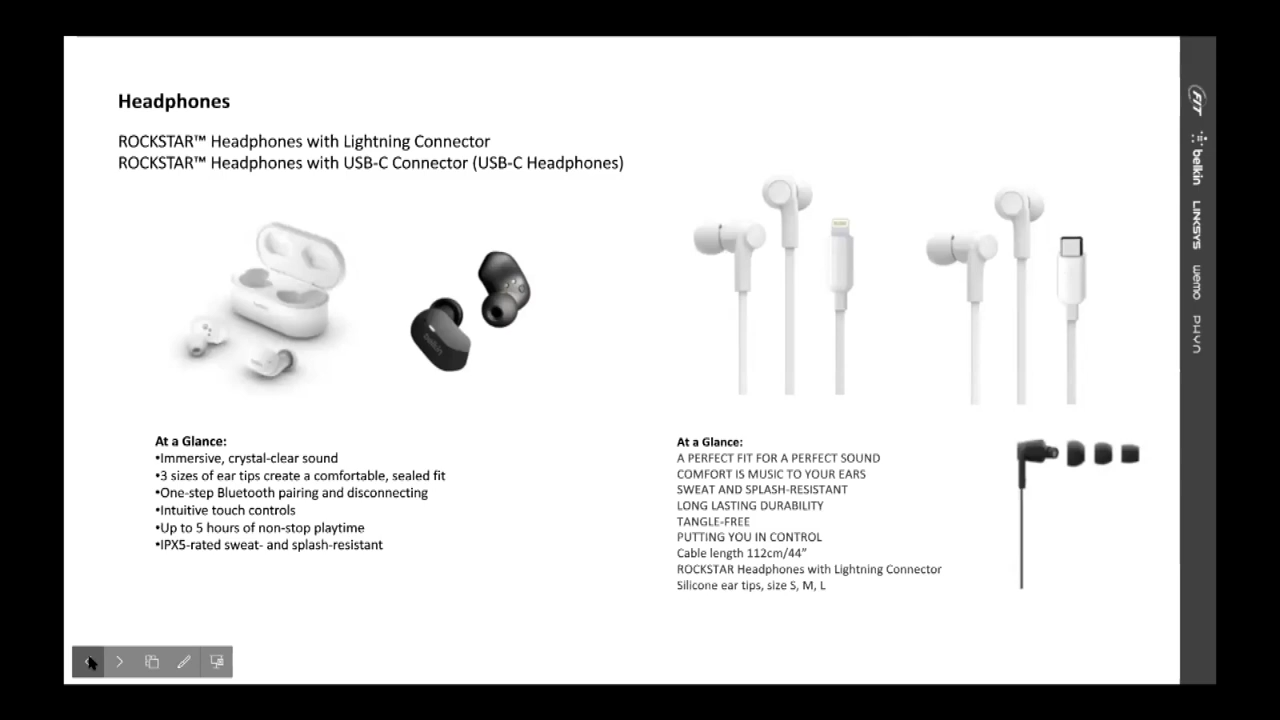 Headphones
ROCKSTAR™ Headphones with Lightning Connector
ROCKSTAR™ Headphones with USB-C Connector (USB-C Headphones)
At a Glance:
•Immersive, crystal-clear sound
•3 sizes of ear tips create a comfortable, sealed fit
•One-step Bluetooth pairing and disconnecting
•Intuitive touch controls
•Up to 5 hours of non-stop playtime
•IPX5-rated sweat- and splash-resistant
At a Glance:
A PERFECT FIT FOR A PERFECT SOUND
COMFORT IS MUSIC TO YOUR EARS
SWEAT AND SPLASH-RESISTANT
LONG LASTING DURABILITY
TANGLE-FREE
PUTTING YOU IN CONTROL
Cable length 112cm/44”
ROCKSTAR Headphones with Lightning Connector
Silicone ear tips, size S, M, L
FIT
belkin
LINKSYS
wemo
PHYN
belkin